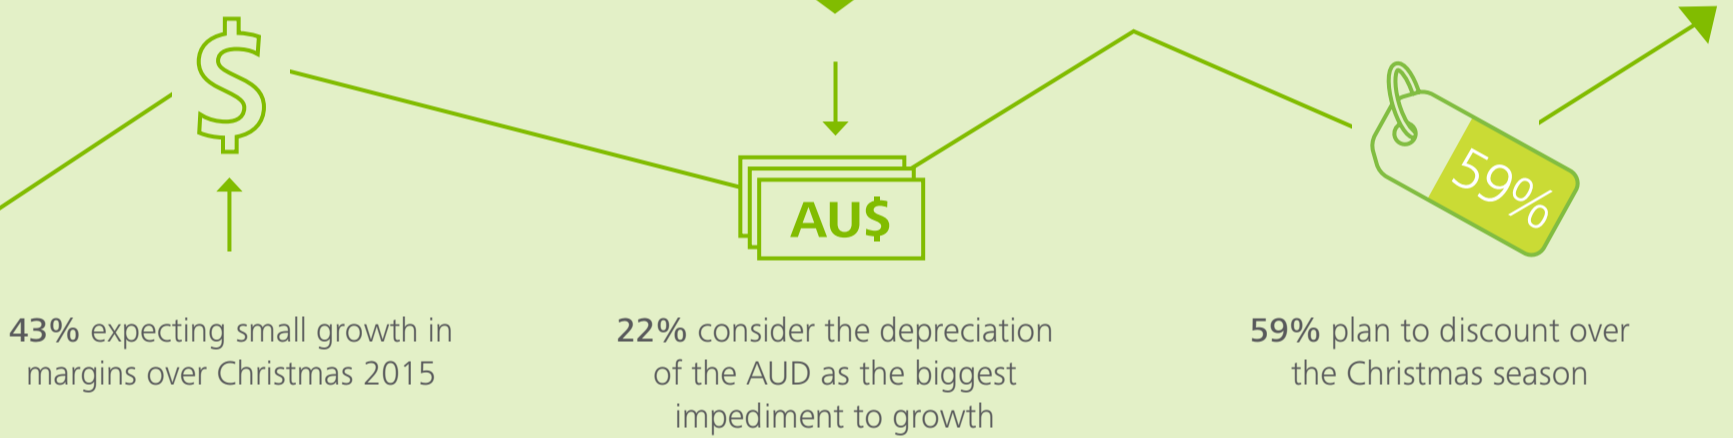 $
AU$
59%
43% expecting small growth in
margins over Christmas 2015
22% consider the depreciation
of the AUD as the biggest
impediment to growth
59% plan to discount over
the Christmas season